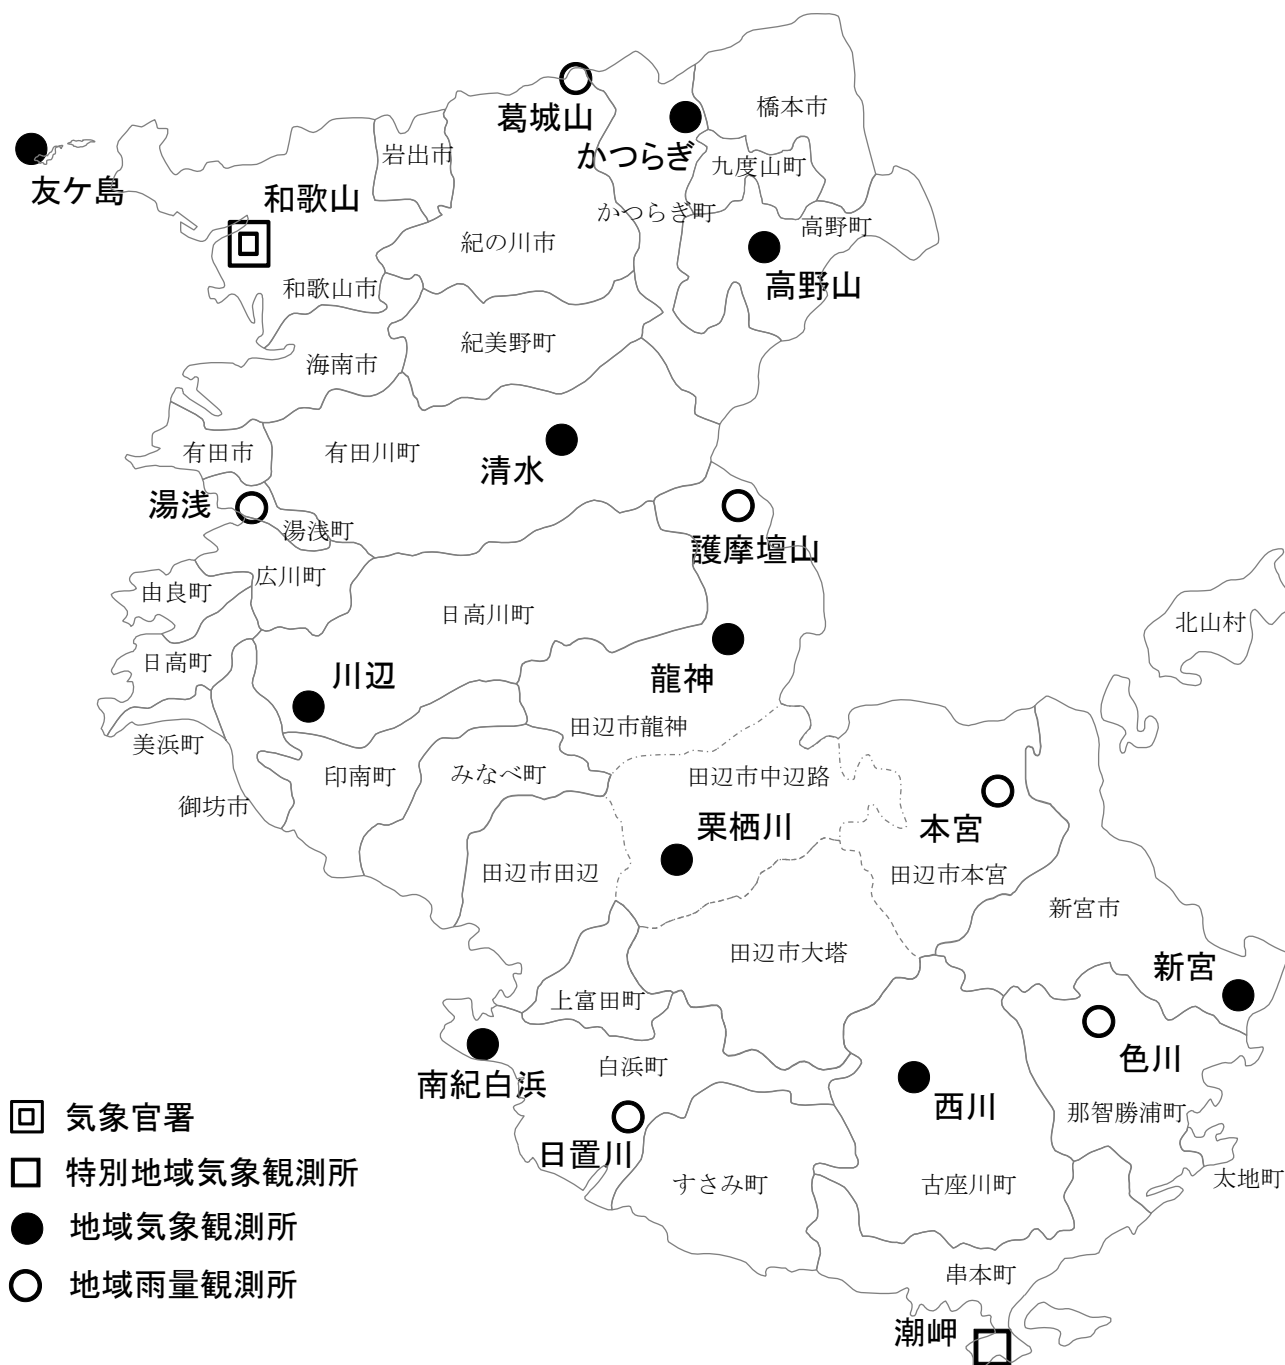 葛城山
橋本市
岩出市
かつらぎ
九度山町
友ケ島
和歌山
かつらぎ町
高野町
紀の川市
高野山
和歌山市
紀美野町
海南市
有田市
有田川町
清水
湯浅
湯浅町
護摩壇山
広川町
由良町
日高川町
北山村
日高町
川辺
龍神
田辺市龍神
美浜町
印南町
みなべ町
田辺市中辺路
御坊市
栗栖川
本宮
田辺市田辺
田辺市本宮
新宮市
田辺市大塔
新宮
上富田町
色川
白浜町
南紀白浜
西川
那智勝浦町
日置川
すさみ町
古座川町
太地町
串本町
潮岬
気象官署
特別地域気象観測所
地域気象観測所
地域雨量観測所